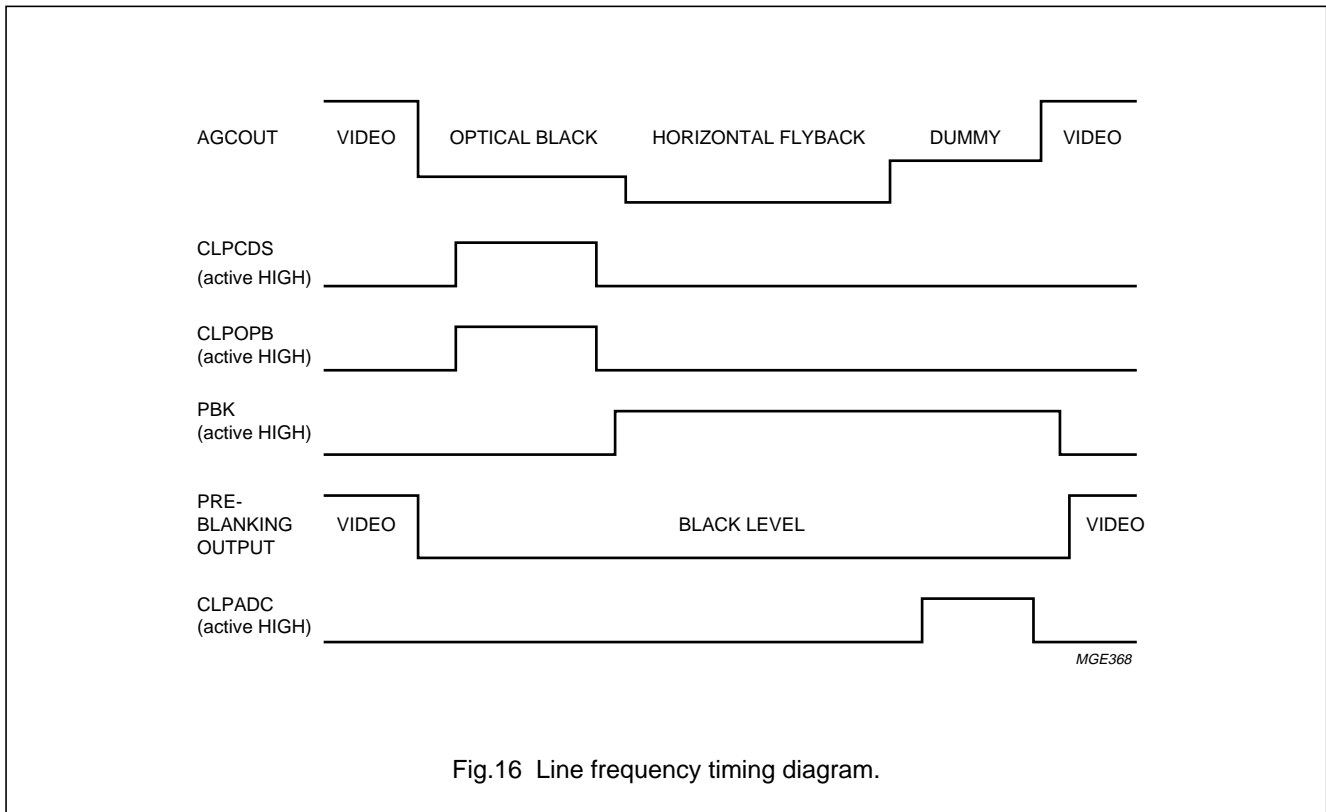 AGCOUT VIDEO OPTICAL BLACK HORIZONTAL FLYBACK DUMMY VIDEO
CLPCDS
(active HIGH)
CLPOPB
(active HIGH)
PBK
(active HIGH)
PRE-
BLANKING VIDEO BLACK LEVEL VIDEO
OUTPUT
CLPADC
(active HIGH)
MGE368
Fig.16 Line frequency timing diagram.